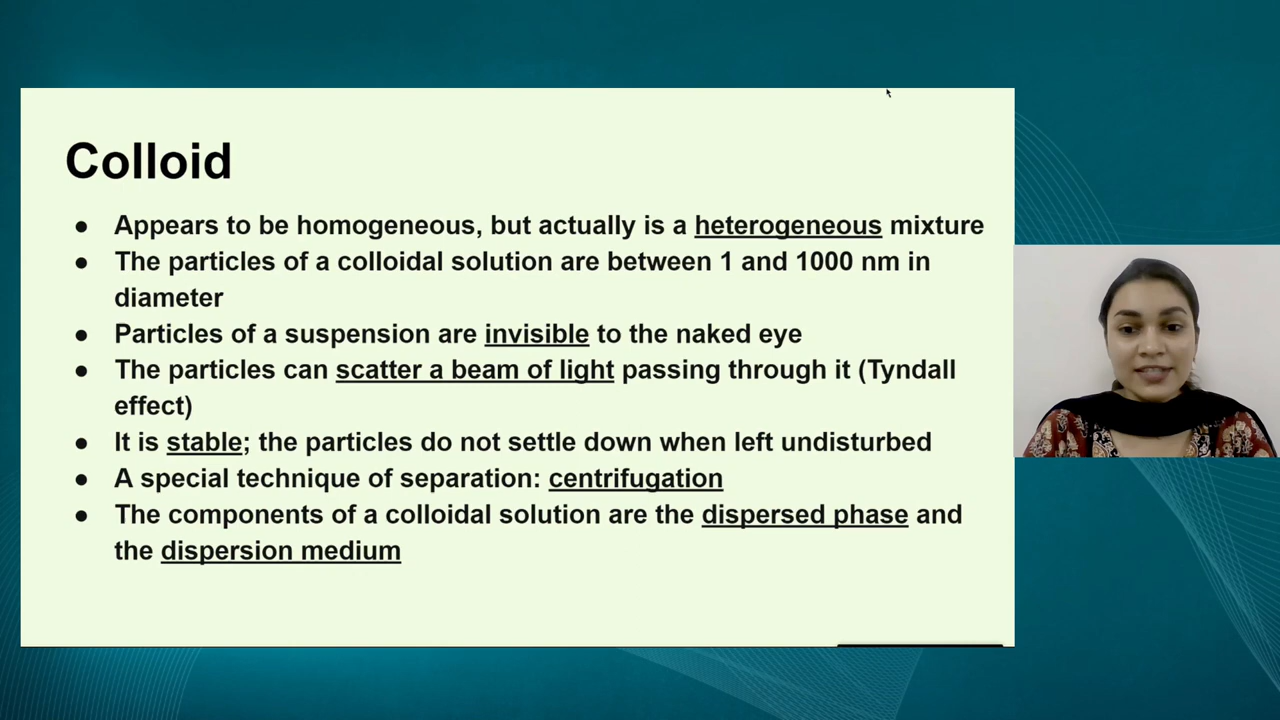 Colloid
● Appears to be homogeneous, but actually is a heterogeneous mixture
● The particles of a colloidal solution are between 1 and 1000 nm in
diameter
● Particles of a suspension are invisible to the naked eye
● The particles can scatter a beam of light passing through it (Tyndall
effect)
● It is stable; the particles do not settle down when left undisturbed
● A special technique of separation: centrifugation
● The components of a colloidal solution are the dispersed phase and
the dispersion medium